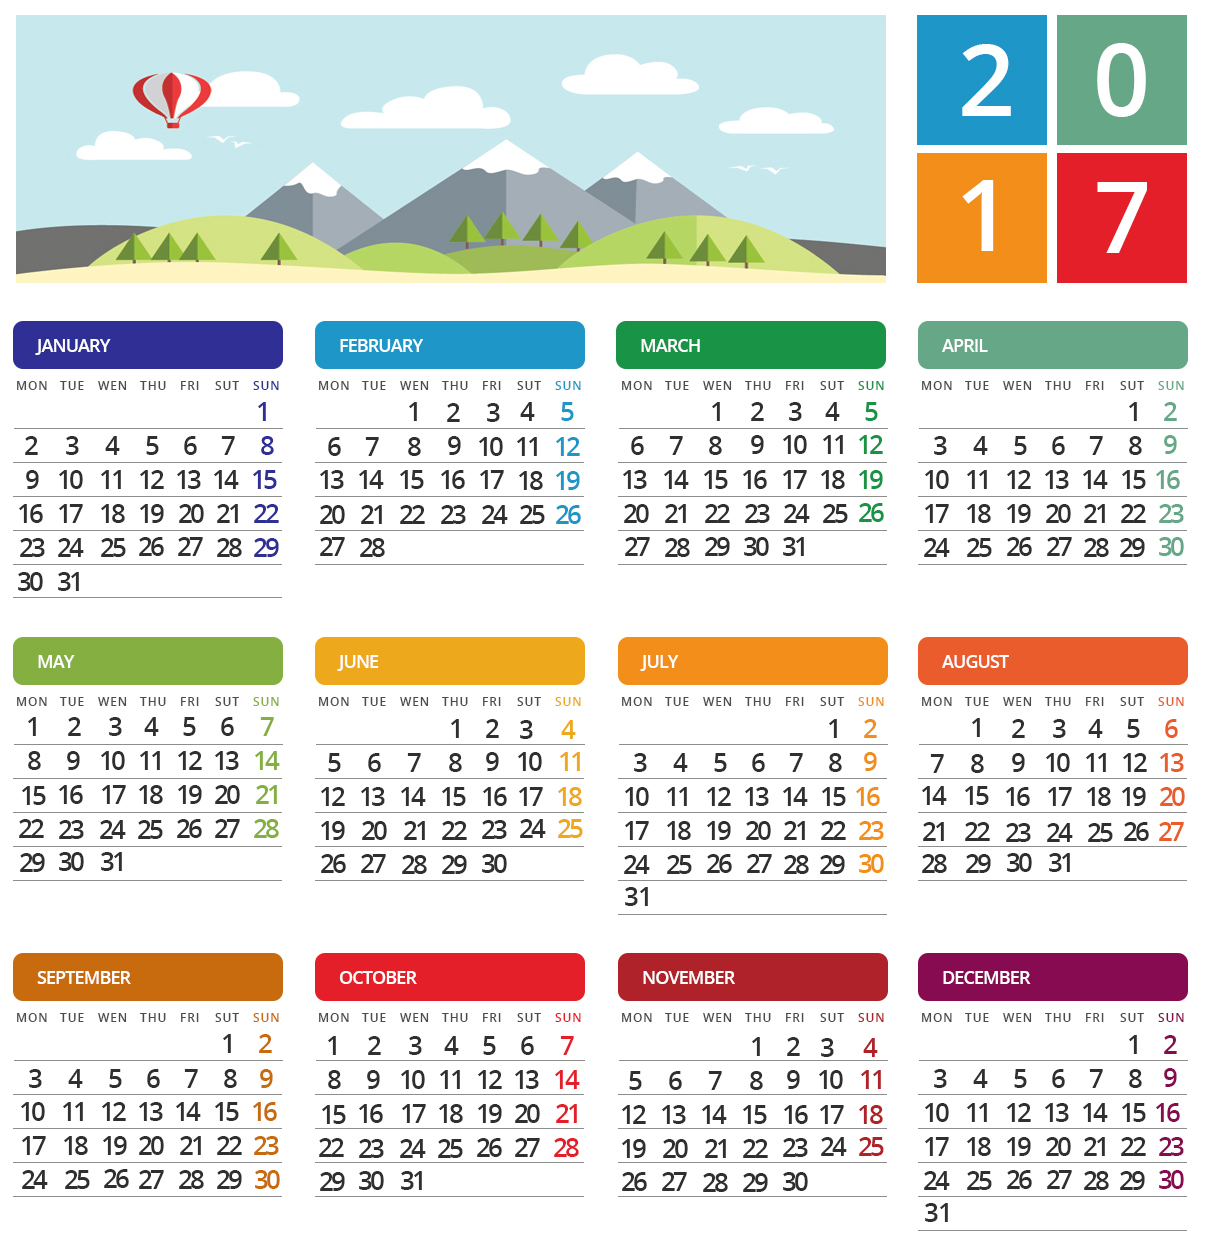 2 0
1 7
JANUARY FEBRUARY MARCH APRIL
MON TUE WEN THU FRI SUT SUN MON TUE WEN THU FRI SUT SUN MON TUE WEN THU FRI SUT SUN MON TUE WEN THU FRI SUT SUN
1 1 2 3 4 5 1 2 3 4 5 1 2
2 3 4 5 6 7 8 6 7 8 9 10 11 12 6 7 8 9 10 11 12 3 4 5 6 7 8 9
9 10 11 12 13 14 15 13 14 15 16 17 18 19 13 14 15 16 17 18 19 10 11 12 13 14 15 16
16 17 18 19 20 21 22 20 21 22 23 24 25 26 20 21 22 23 24 25 26 17 18 19 20 21 22 23
23 24 25 26 27 28 29 27 28 27 28 29 30 31 24 25 26 27 28 29 30
30 31
MAY JUNE JULY AUGUST
MON TUE WEN THU FRI SUT SUN MON TUE WEN THU FRI SUT SUN MON TUE WEN THU FRI SUT SUN MON TUE WEN THU FRI SUT SUN
1 2 3 4 5 6 7 1 2 3 4 1 2 1 2 3 4 5 6
8 9 10 11 12 13 14 5 6 7 8 9 10 11 3 4 5 6 7 8 9 7 8 9 10 11 12 13
15 16 17 18 19 20 21 12 13 14 15 16 17 18 10 11 12 13 14 15 16 14 15 16 17 18 19 20
22 23 24 25 26 27 28 19 20 21 22 23 24 25 17 18 19 20 21 22 23 21 22 23 24 25 26 27
29 30 31 26 27 28 29 30 24 25 26 27 28 29 30 28 29 30 31
31
SEPTEMBER OCTOBER NOVEMBER DECEMBER
MON TUE WEN THU FRI SUT SUN MON TUE WEN THU FRI SUT SUN MON TUE WEN THU FRI SUT SUN MON TUE WEN THU FRI SUT SUN
1 2 1 2 3 4 5 6 7 1 2 3 4 1 2
3 4 5 6 7 8 9 8 9 10 11 12 13 14 5 6 7 8 9 10 11 3 4 5 6 7 8 9
10 11 12 13 14 15 16 15 16 17 18 19 20 21 12 13 14 15 16 17 18 10 11 12 13 14 15 16
17 18 19 20 21 22 23 22 23 24 25 26 27 28 19 20 21 22 23 24 25 17 18 19 20 21 22 23
24 25 26 27 28 29 30 29 30 31 26 27 28 29 30 24 25 26 27 28 29 30
31